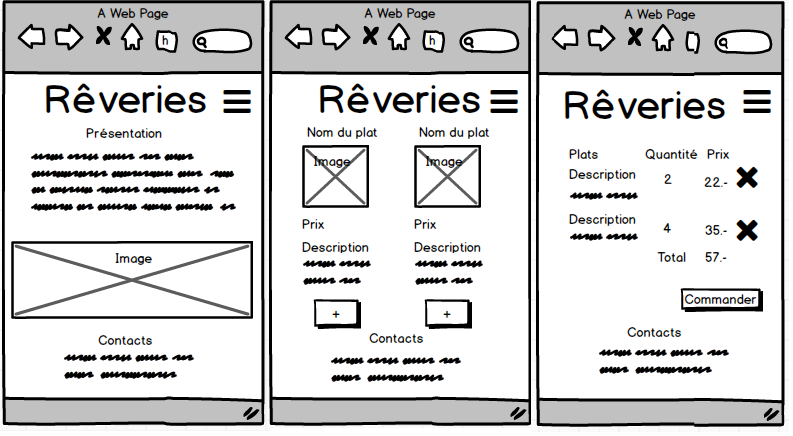 A Web Page
h
Rêveries
Présentation
Image
Contacts
A Web Page
h
Rêveries
Nom du plat Nom du plat
Image Image
Prix Prix
Description Description
+ +
Contacts
A Web Page
Rêveries
Plats Quantité Prix
Description 2 22.-
Description 4 35.-
Total 57.-
Commander
Contacts